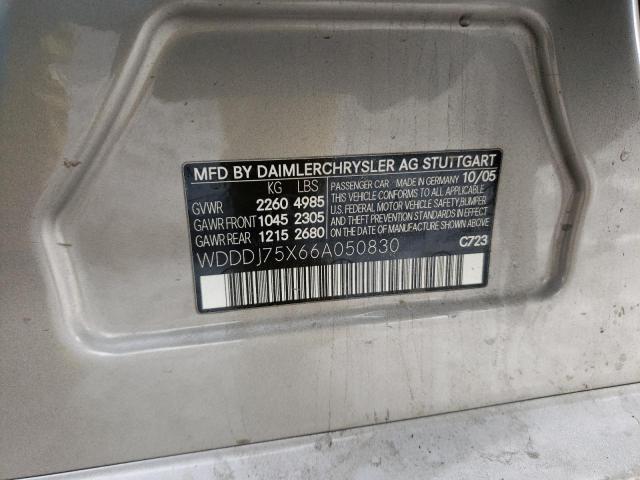 MFD BY DAIMLERCHRYSLER AG STUTTGART
KG LBS
GVWR 2260 4985
GAWR FRONT 1045 2305
GAWR REAR 1215 2680
PASSENGER CAR MADE IN GERMANY 10/05
THIS VEHICLE CONFORMS TO ALL APPLICABLE
U.S. FEDERAL MOTOR VEHICLE SAFETY, BUMPER
AND THEFT PREVENTION STANDARDS IN EFFECT
ON THE DATE OF MANUFACTURE SHOWN ABOVE.
WDDDJ75X66A050830
C723